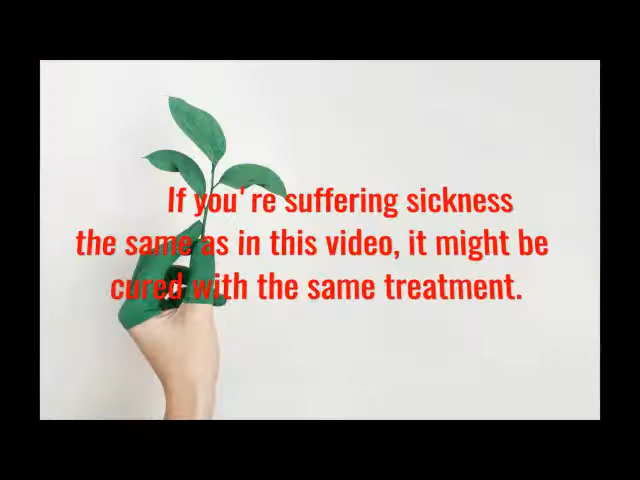 If you're suffering sickness
the same as in this video, it might be
cured with the same treatment.